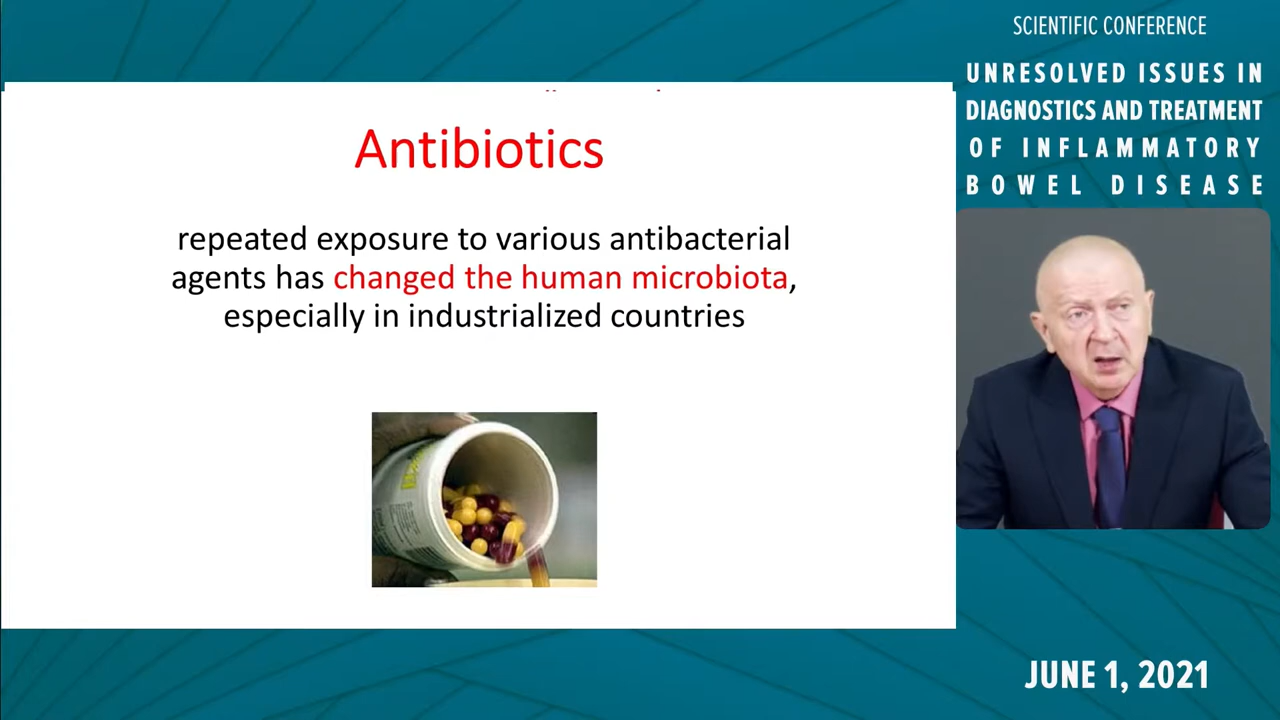 SCIENTIFIC CONFERENCE
UNRESOLVED ISSUES IN
DIAGNOSTICS AND TREATMENT
OF INFLAMMATORY
BOWEL DISEASE
Antibiotics
repeated exposure to various antibacterial
agents has changed the human microbiota,
especially in industrialized countries
JUNE 1, 2021